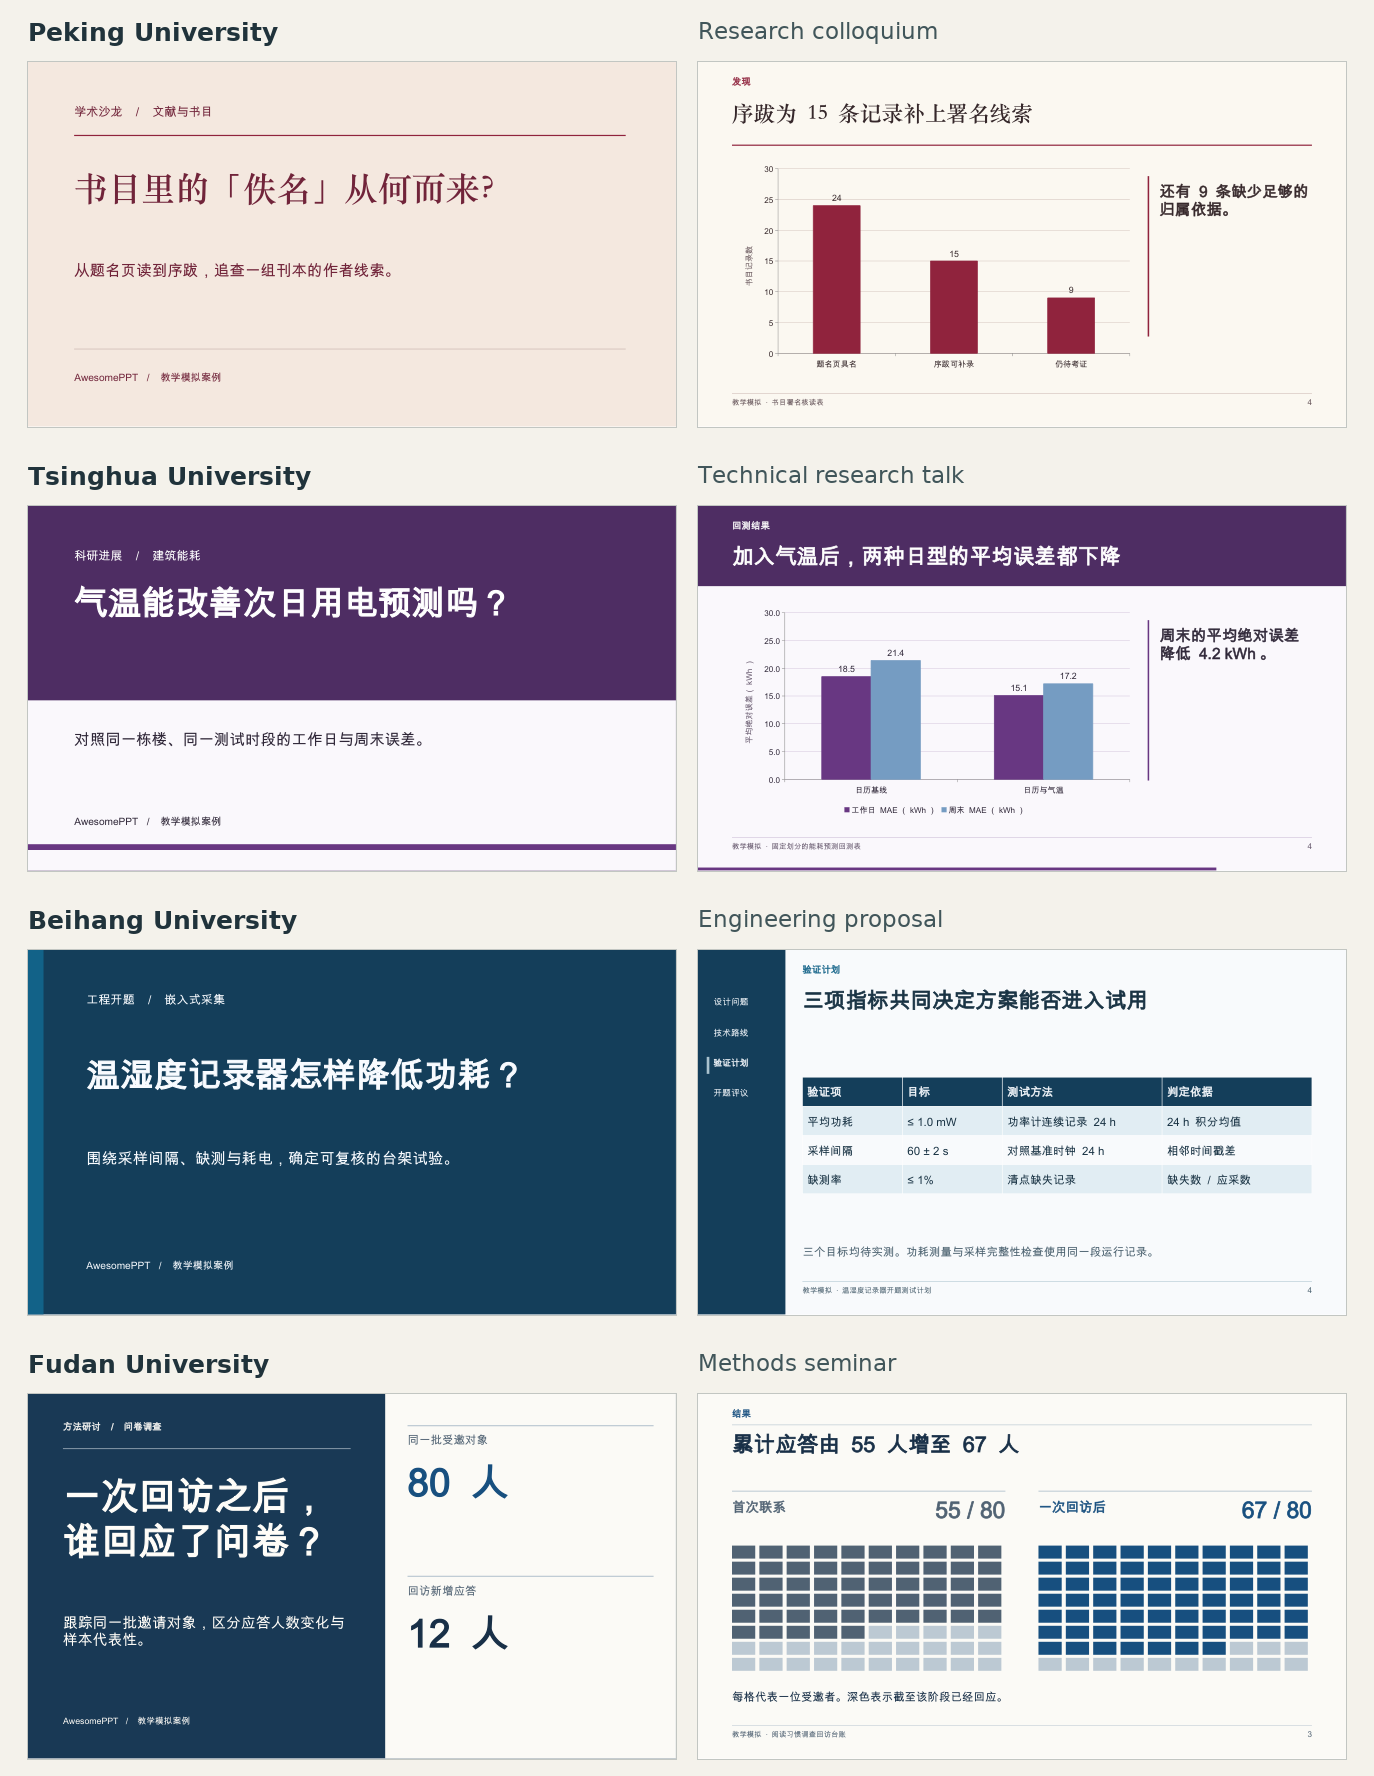 Peking University
Research colloquium
学术沙龙 / 文献与书目
书目里的「佚名」从何而来?
从题名页读到序跋，追查一组刊本的作者线索。
AwesomePPT / 教学模拟案例
发现
序跋为 15 条记录补上署名线索
30
25
20
15
10
5
0
书目记录数
24
15
9
题名页具名
序跋可补录
仍待考证
还有 9 条缺少足够的
归属依据。
教学模拟 · 书目署名核读表
4
Tsinghua University
Technical research talk
科研进展 / 建筑能耗
气温能改善次日用电预测吗？
对照同一栋楼、同一测试时段的工作日与周末误差。
AwesomePPT / 教学模拟案例
回测结果
加入气温后，两种日型的平均误差都下降
30.0
25.0
20.0
15.0
10.0
5.0
0.0
平均绝对误差（ kWh ）
18.5
21.4
15.1
17.2
日历基线
日历与气温
工作日 MAE（ kWh ）
周末 MAE（ kWh ）
周末的平均绝对误差
降低 4.2 kWh 。
教学模拟 · 固定划分的能耗预测回测表
4
Beihang University
Engineering proposal
工程开题 / 嵌入式采集
温湿度记录器怎样降低功耗？
围绕采样间隔、缺测与耗电，确定可复核的台架试验。
AwesomePPT / 教学模拟案例
设计问题
技术路线
验证计划
开题评议
验证计划
三项指标共同决定方案能否进入试用
验证项 目标 测试方法 判定依据
平均功耗 ≤ 1.0 mW 功率计连续记录 24 h 24 h 积分均值
采样间隔 60 ± 2 s 对照基准时钟 24 h 相邻时间戳差
缺测率 ≤ 1% 清点缺失记录 缺失数 / 应采数
三个目标均待实测。功耗测量与采样完整性检查使用同一段运行记录。
教学模拟 · 温湿度记录器开题测试计划
4
Fudan University
Methods seminar
方法研讨 / 问卷调查
一次回访之后，
谁回应了问卷？
跟踪同一批邀请对象，区分应答人数变化与
样本代表性。
AwesomePPT / 教学模拟案例
同一批受邀对象
80 人
回访新增应答
12 人
结果
累计应答由 55 人增至 67 人
首次联系 55 / 80
一次回访后 67 / 80
每格代表一位受邀者。深色表示截至该阶段已经回应。
教学模拟 · 阅读习惯调查回访台账
3